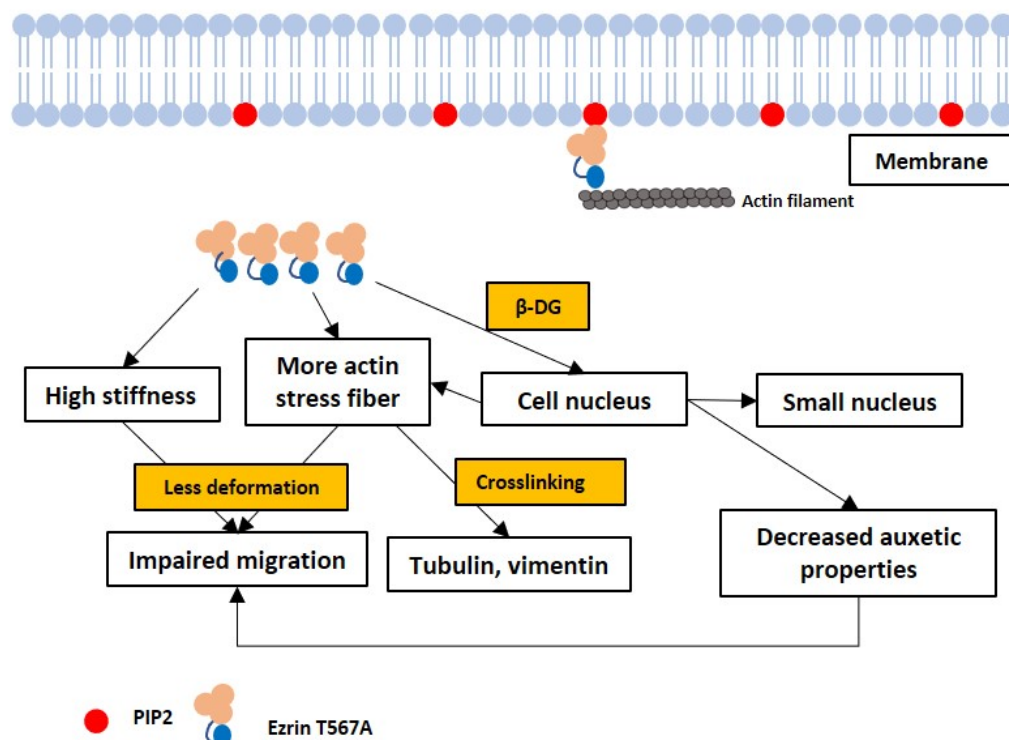 Membrane
Actin filament
β-DG
More actin
stress fiber
High stiffness
Cell nucleus
Small nucleus
Less deformation
Crosslinking
Impaired migration
Tubulin, vimentin
Decreased auxetic
properties
PIP2
Ezrin T567A